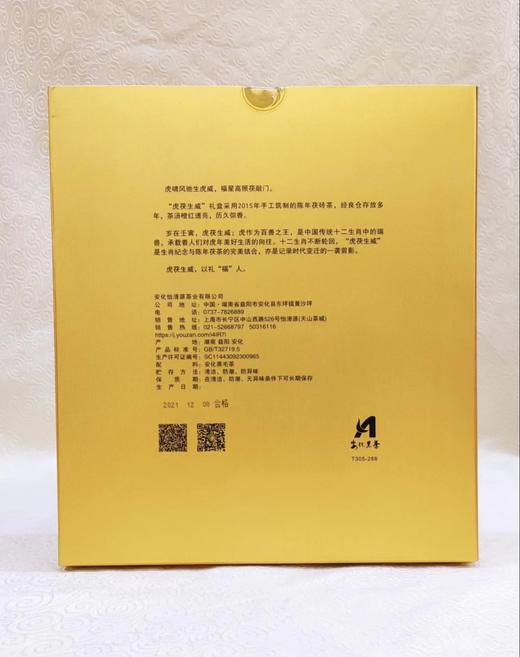 虎啸风驰生虎威，福星高照茯敲门。
“虎茯生威”礼盒采用2015年手工筑制的陈年茯砖茶，经良仓存放多
年，茶汤橙红透亮，历久弥香。
岁在壬寅，虎茯生威；虎作为百兽之王，是中国传统十二生肖中的瑞
兽，承载着人们对虎年美好生活的向往。十二生肖不断轮回，“虎茯生威”
是生肖纪念与陈年茯茶的完美结合，亦是记录时代变迁的一袭剪影。
虎茯生威，以礼“福”人。
安化怡清源茶业有限公司
公司地址：中国·湖南省益阳市安化县东坪镇黄沙坪
电话：0737-7826889
销售地址：上海市长宁区中山西路526号怡清源(天山茶城)
销售热线：021-52668797 50316116
https://j.youzan.com/i4IR7i
产地：湖南 益阳 安化
产品标准号：GB/T32719.5
生产许可证编号：SC11443092300965
配料：安化黑毛茶
贮存方法：清洁、防潮、防异味
保质期：在清洁、防潮、无异味条件下可长期保存
生产日期：
2021 12 08 合格
安化黑茶
T305-288